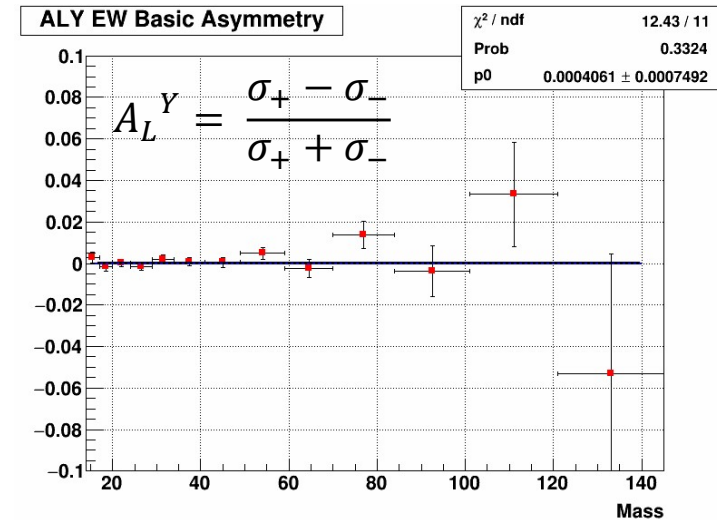 ALY EW Basic Asymmetry
χ² / ndf 12.43 / 11
Prob 0.3324
p0 0.0004061 ± 0.0007492
A_L^Y = (σ₊ − σ₋) / (σ₊ + σ₋)
0.1
0.08
0.06
0.04
0.02
0
−0.02
−0.04
−0.06
−0.08
−0.1
20 40 60 80 100 120 140
Mass